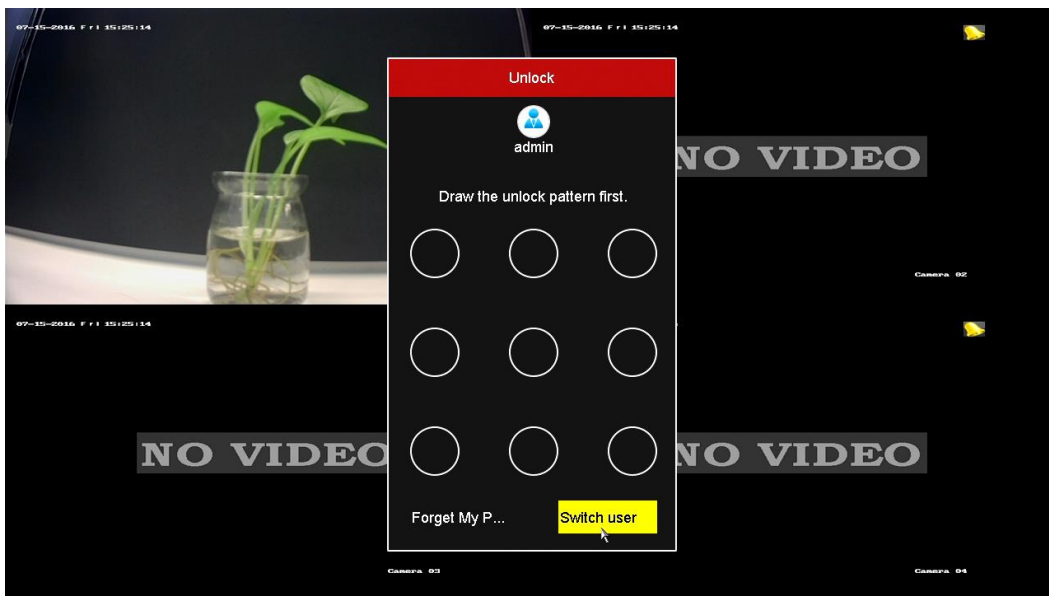 07-15-2016 Fri 15:25:14
07-15-2016 Fri 15:25:14
Unlock
admin
NO VIDEO
Draw the unlock pattern first.
Camera 02
07-15-2016 Fri 15:25:14
NO VIDEO
NO VIDEO
Forget My P...
Switch user
Camera 03
Camera 04